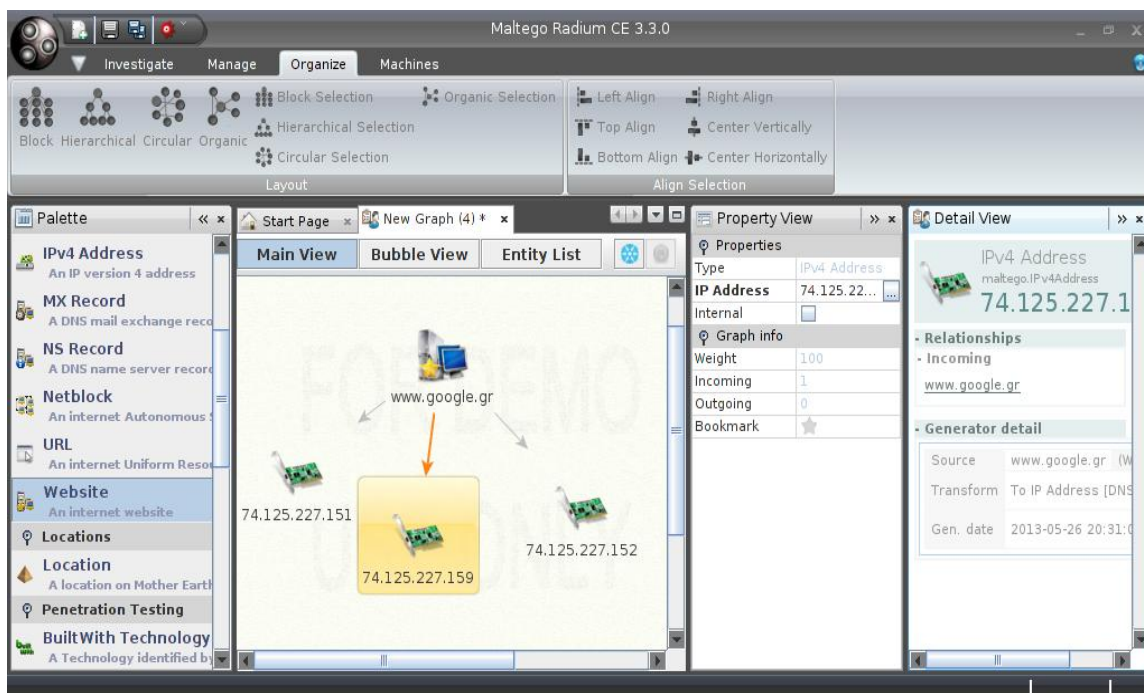 Maltego Radium CE 3.3.0
Investigate Manage Organize Machines
Block Hierarchical Circular Organic
Block Selection
Hierarchical Selection
Circular Selection
Organic Selection
Layout
Left Align
Top Align
Bottom Align
Right Align
Center Vertically
Center Horizontally
Align Selection
Palette
IPv4 Address
An IP version 4 address
MX Record
A DNS mail exchange reco
NS Record
A DNS name server record
Netblock
An internet Autonomous S
URL
An internet Uniform Resou
Website
An internet website
Locations
Location
A location on Mother Earth
Penetration Testing
BuiltWith Technology
A Technology identified by
Start Page
New Graph (4) *
Main View Bubble View Entity List
FOR DEMO
ONLY
www.google.gr
74.125.227.151
74.125.227.159
74.125.227.152
Property View
Properties
Type IPv4 Address
IP Address 74.125.22... ...
Internal
Graph info
Weight 100
Incoming 1
Outgoing 0
Bookmark
Detail View
IPv4 Address
maltego.IPv4Address
74.125.227.1
- Relationships
- Incoming
www.google.gr
- Generator detail
Source www.google.gr (W
Transform To IP Address [DNS
Gen. date 2013-05-26 20:31:0